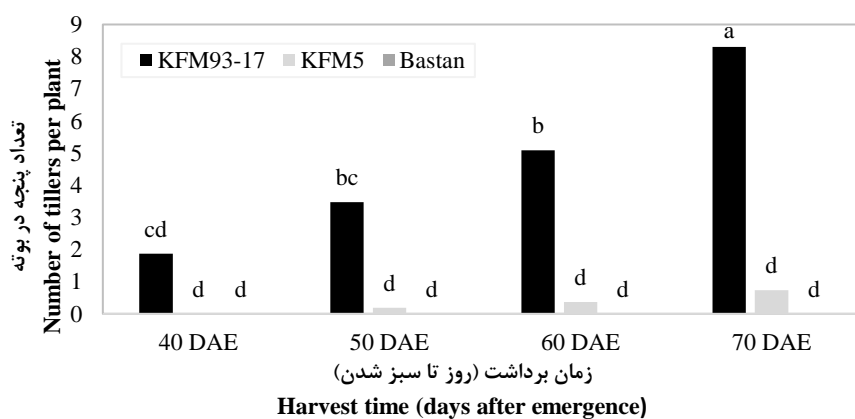 9
8
7
6
5
4
3
2
1
0
تعداد پنجه در بوته
Number of tillers per plant
KFM93-17 KFM5 Bastan
cd d d
bc d d
b d d
a d d
40 DAE 50 DAE 60 DAE 70 DAE
زمان برداشت (روز تا سبز شدن)
Harvest time (days after emergence)